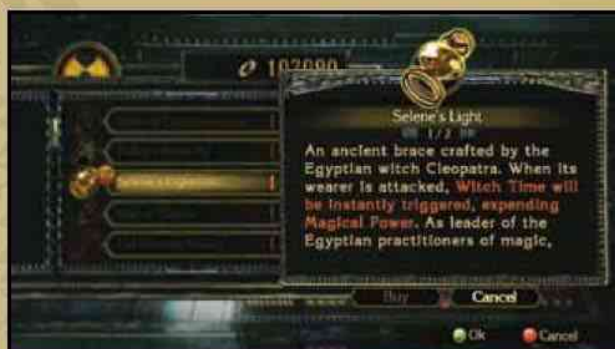 102090
Selene's Light
1/2
An ancient brace crafted by the
Egyptian witch Cleopatra. When its
wearer is attacked, Witch Time will
be instantly triggered, expending
Magical Power. As leader of the
Egyptian practitioners of magic,
Buy
Cancel
Ok
Cancel